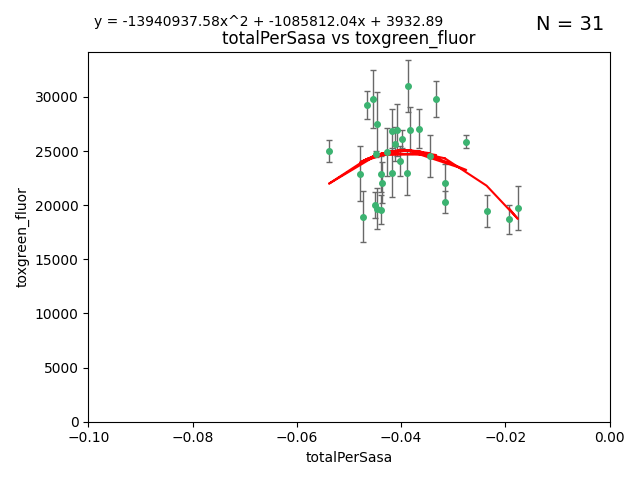 y = -13940937.58x^2 + -1085812.04x + 3932.89
N = 31
totalPerSasa vs toxgreen_fluor
30000
25000
20000
15000
10000
5000
0
toxgreen_fluor
−0.10 −0.08 −0.06 −0.04 −0.02 0.00
totalPerSasa